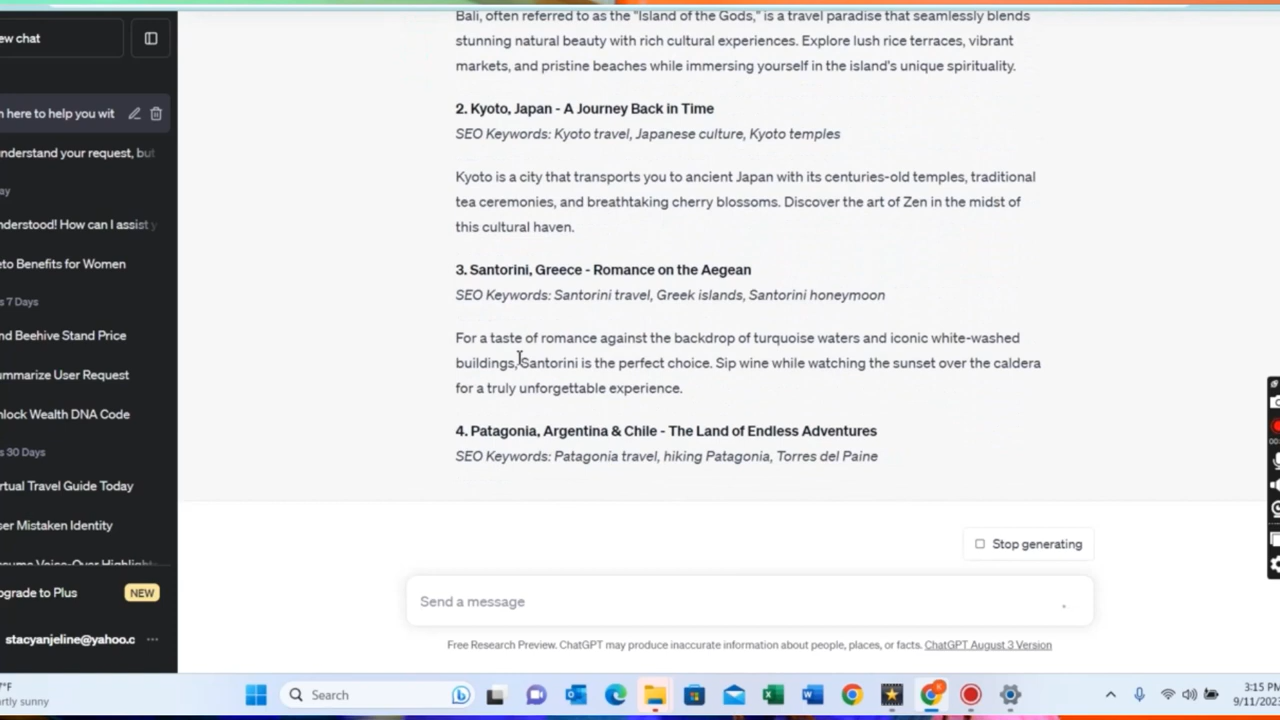 Bali, often referred to as the "Island of the Gods," is a travel paradise that seamlessly blends
stunning natural beauty with rich cultural experiences. Explore lush rice terraces, vibrant
markets, and pristine beaches while immersing yourself in the island's unique spirituality.
2. Kyoto, Japan - A Journey Back in Time
SEO Keywords: Kyoto travel, Japanese culture, Kyoto temples
Kyoto is a city that transports you to ancient Japan with its centuries-old temples, traditional
tea ceremonies, and breathtaking cherry blossoms. Discover the art of Zen in the midst of
this cultural haven.
3. Santorini, Greece - Romance on the Aegean
SEO Keywords: Santorini travel, Greek islands, Santorini honeymoon
For a taste of romance against the backdrop of turquoise waters and iconic white-washed
buildings, Santorini is the perfect choice. Sip wine while watching the sunset over the caldera
for a truly unforgettable experience.
4. Patagonia, Argentina & Chile - The Land of Endless Adventures
SEO Keywords: Patagonia travel, hiking Patagonia, Torres del Paine
Stop generating
Send a message
Free Research Preview. ChatGPT may produce inaccurate information about people, places, or facts. ChatGPT August 3 Version
ew chat
here to help you wit
nderstand your request, but
ay
nderstood! How can I assist y
eto Benefits for Women
s 7 Days
nd Beehive Stand Price
ummarize User Request
nlock Wealth DNA Code
s 30 Days
rtual Travel Guide Today
ser Mistaken Identity
sume Voice-Over Highlight
pgrade to Plus
NEW
stacyanjeline@yahoo.c
°F
rtly sunny
Search
3:15 PM
9/11/202